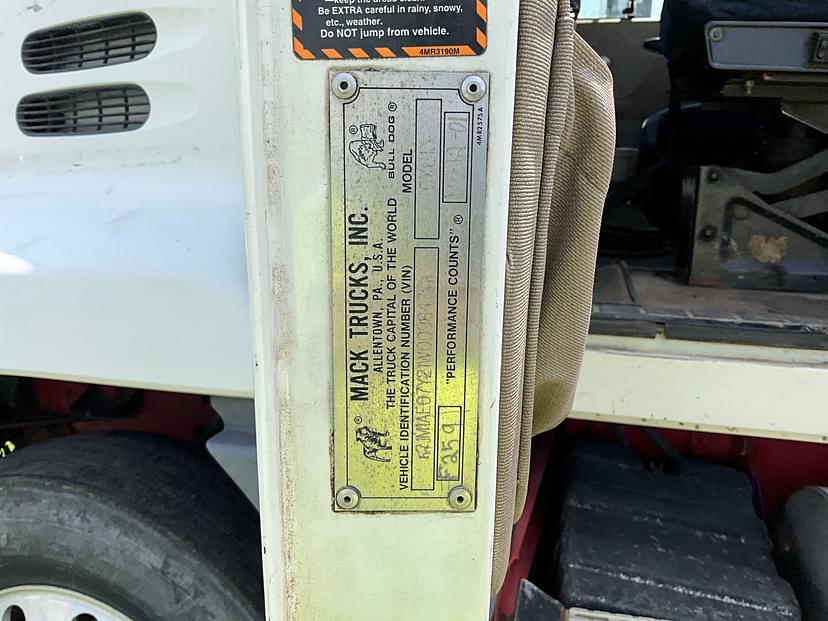 Be EXTRA careful in rainy, snowy,
etc., weather.
Do NOT jump from vehicle.
4MR3190M
4MR2575A
BULL DOG ®
MACK TRUCKS, INC.
ALLENTOWN, PA., U.S.A.
THE TRUCK CAPITAL OF THE WORLD
VEHICLE IDENTIFICATION NUMBER (VIN)
MODEL
"PERFORMANCE COUNTS" ®
F259